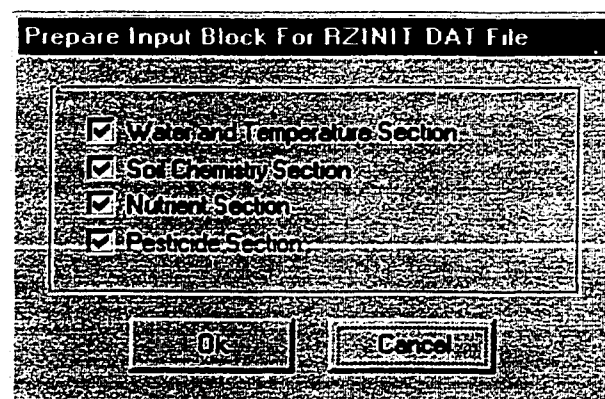 Prepare Input Block For RZINIT DAT File
Water and Temperature Section
Soil Chemistry Section
Nutrient Section
Pesticide Section
Ok
Cancel